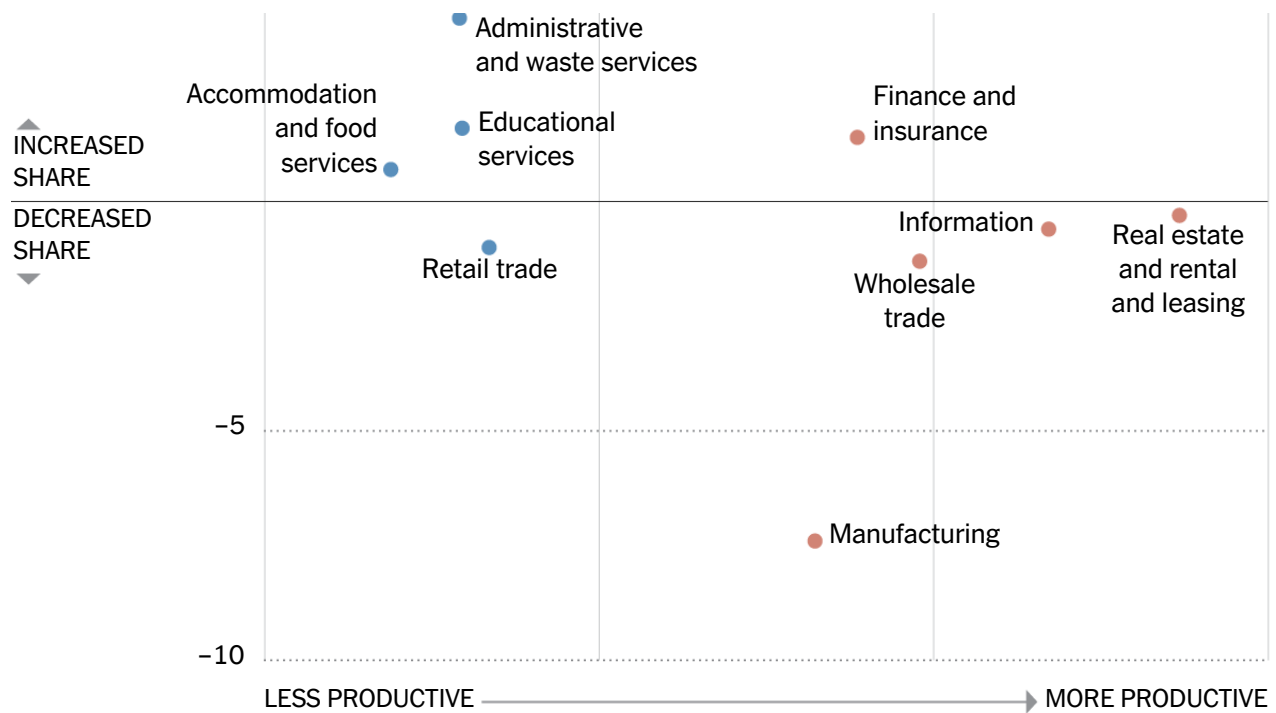 Administrative
and waste services
Accommodation
and food
services
Educational
services
Finance and
insurance
INCREASED
SHARE
DECREASED
SHARE
Information
Real estate
and rental
and leasing
Retail trade
Wholesale
trade
–5
Manufacturing
–10
LESS PRODUCTIVE
MORE PRODUCTIVE